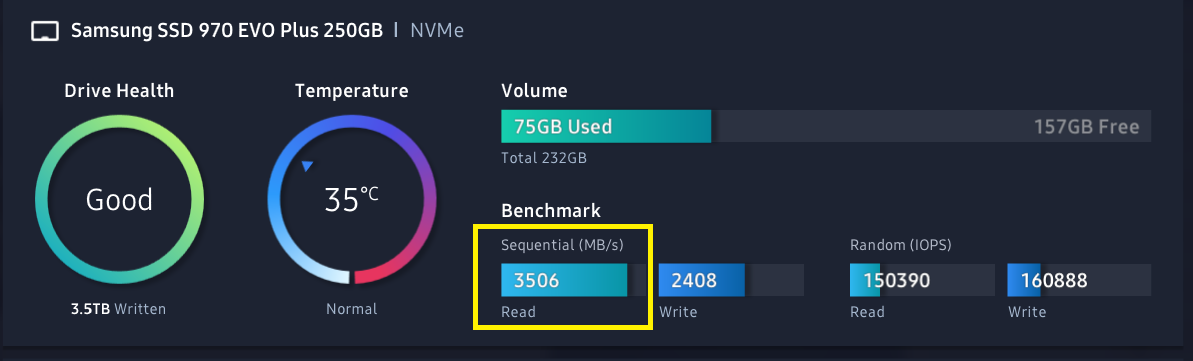 Samsung SSD 970 EVO Plus 250GB | NVMe
Drive Health
Good
3.5TB Written
Temperature
35°C
Normal
Volume
75GB Used 157GB Free
Total 232GB
Benchmark
Sequential (MB/s) Random (IOPS)
3506 2408 150390 160888
Read Write Read Write